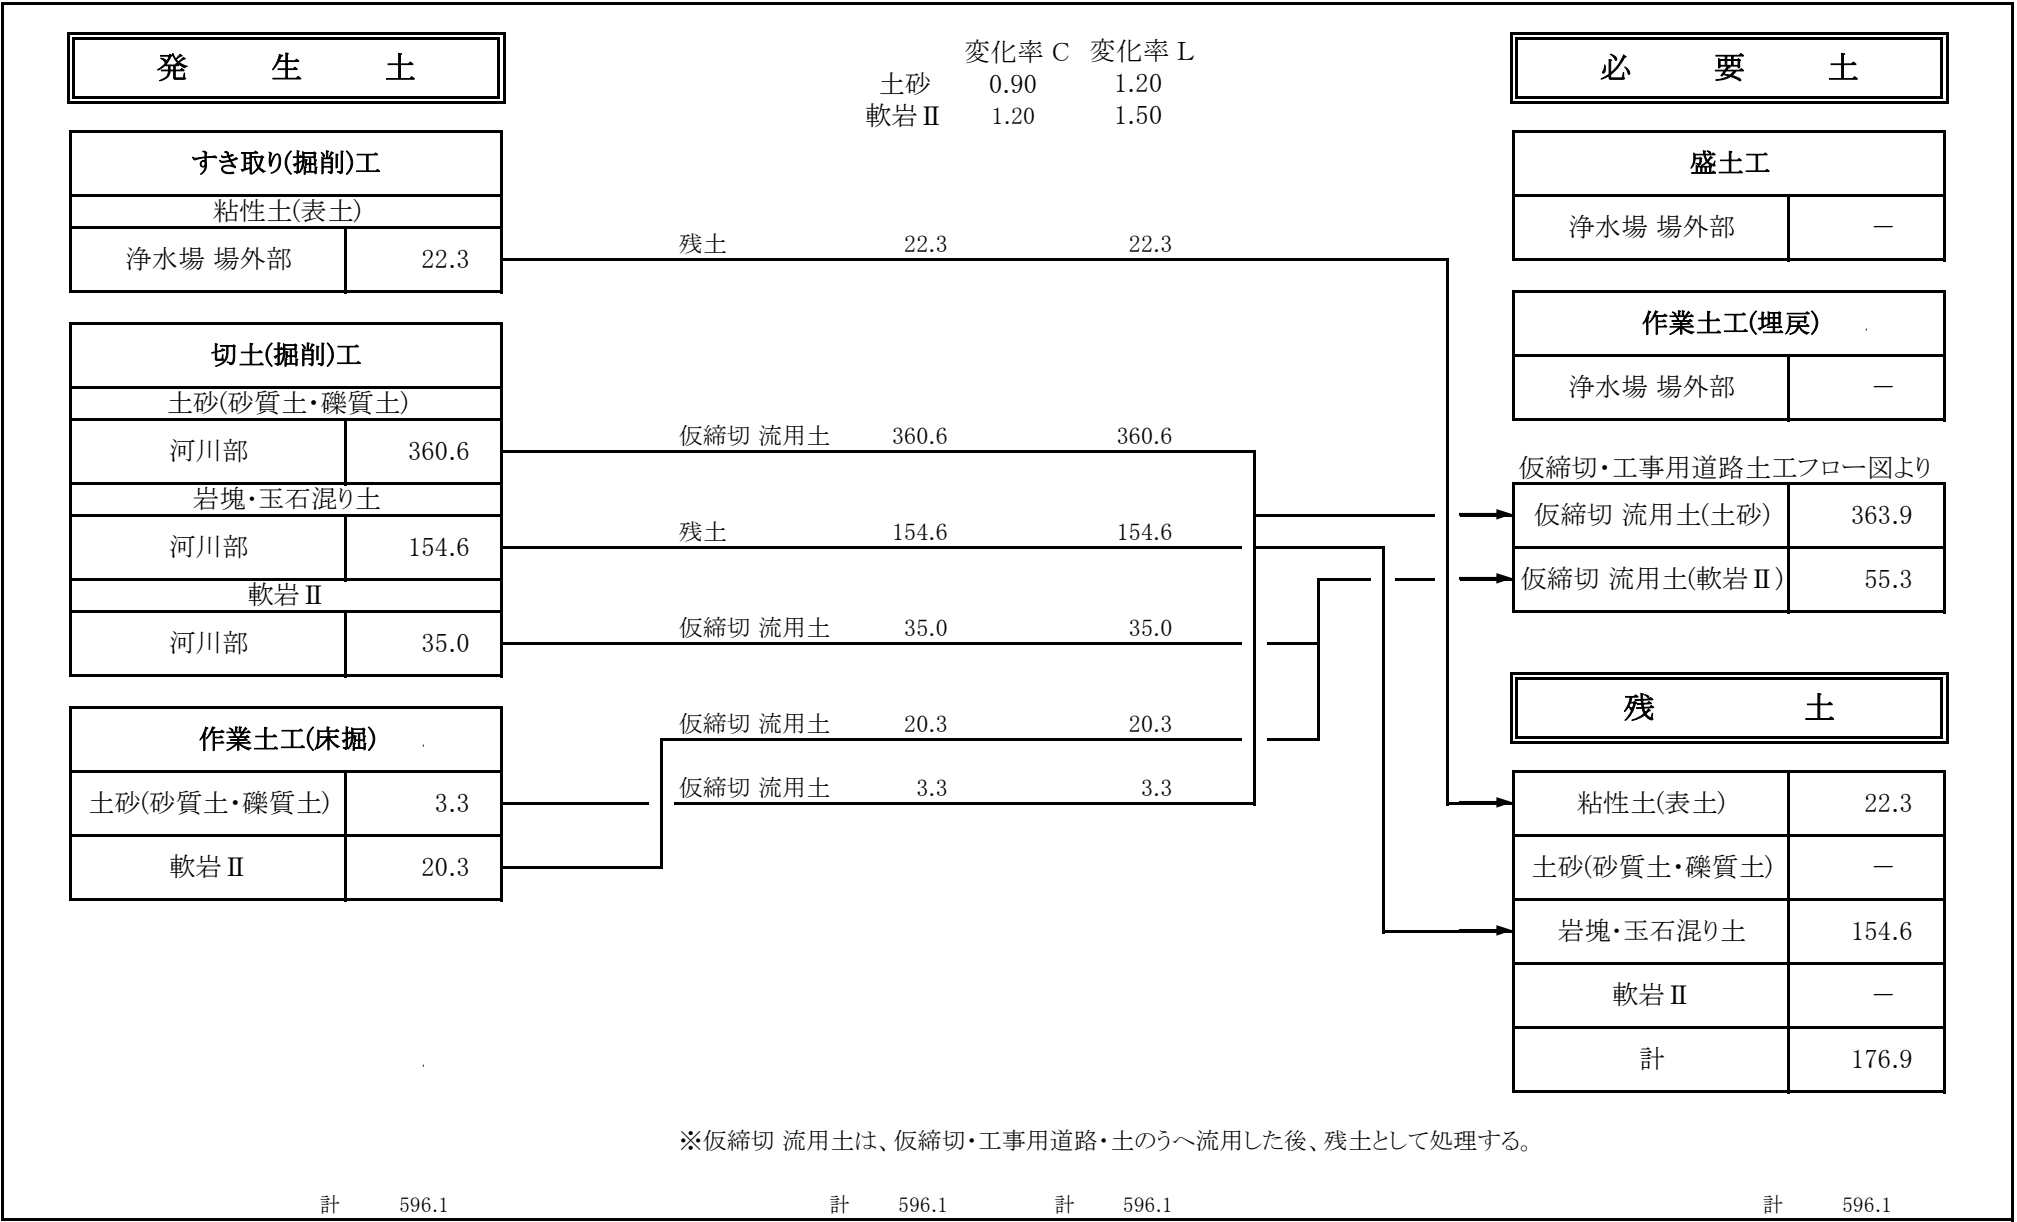 発 生 土
変化率 C 変化率 L
土砂 0.90 1.20
軟岩Ⅱ 1.20 1.50
必 要 土
すき取り(掘削)工
粘性土(表土)
浄水場 場外部 22.3
残土 22.3 22.3
盛土工
浄水場 場外部 －
切土(掘削)工
土砂(砂質土・礫質土)
河川部 360.6
仮締切 流用土 360.6 360.6
岩塊・玉石混り土
河川部 154.6
残土 154.6 154.6
軟岩Ⅱ
河川部 35.0
仮締切 流用土 35.0 35.0
作業土工(埋戻)
浄水場 場外部 －
仮締切・工事用道路土工フロー図より
仮締切 流用土(土砂) 363.9
仮締切 流用土(軟岩Ⅱ) 55.3
作業土工(床掘)
仮締切 流用土 20.3 20.3
仮締切 流用土 3.3 3.3
土砂(砂質土・礫質土) 3.3
軟岩Ⅱ 20.3
残 土
粘性土(表土) 22.3
土砂(砂質土・礫質土) －
岩塊・玉石混り土 154.6
軟岩Ⅱ －
計 176.9
※仮締切 流用土は、仮締切・工事用道路・土のうへ流用した後、残土として処理する。
計 596.1 計 596.1 計 596.1 計 596.1